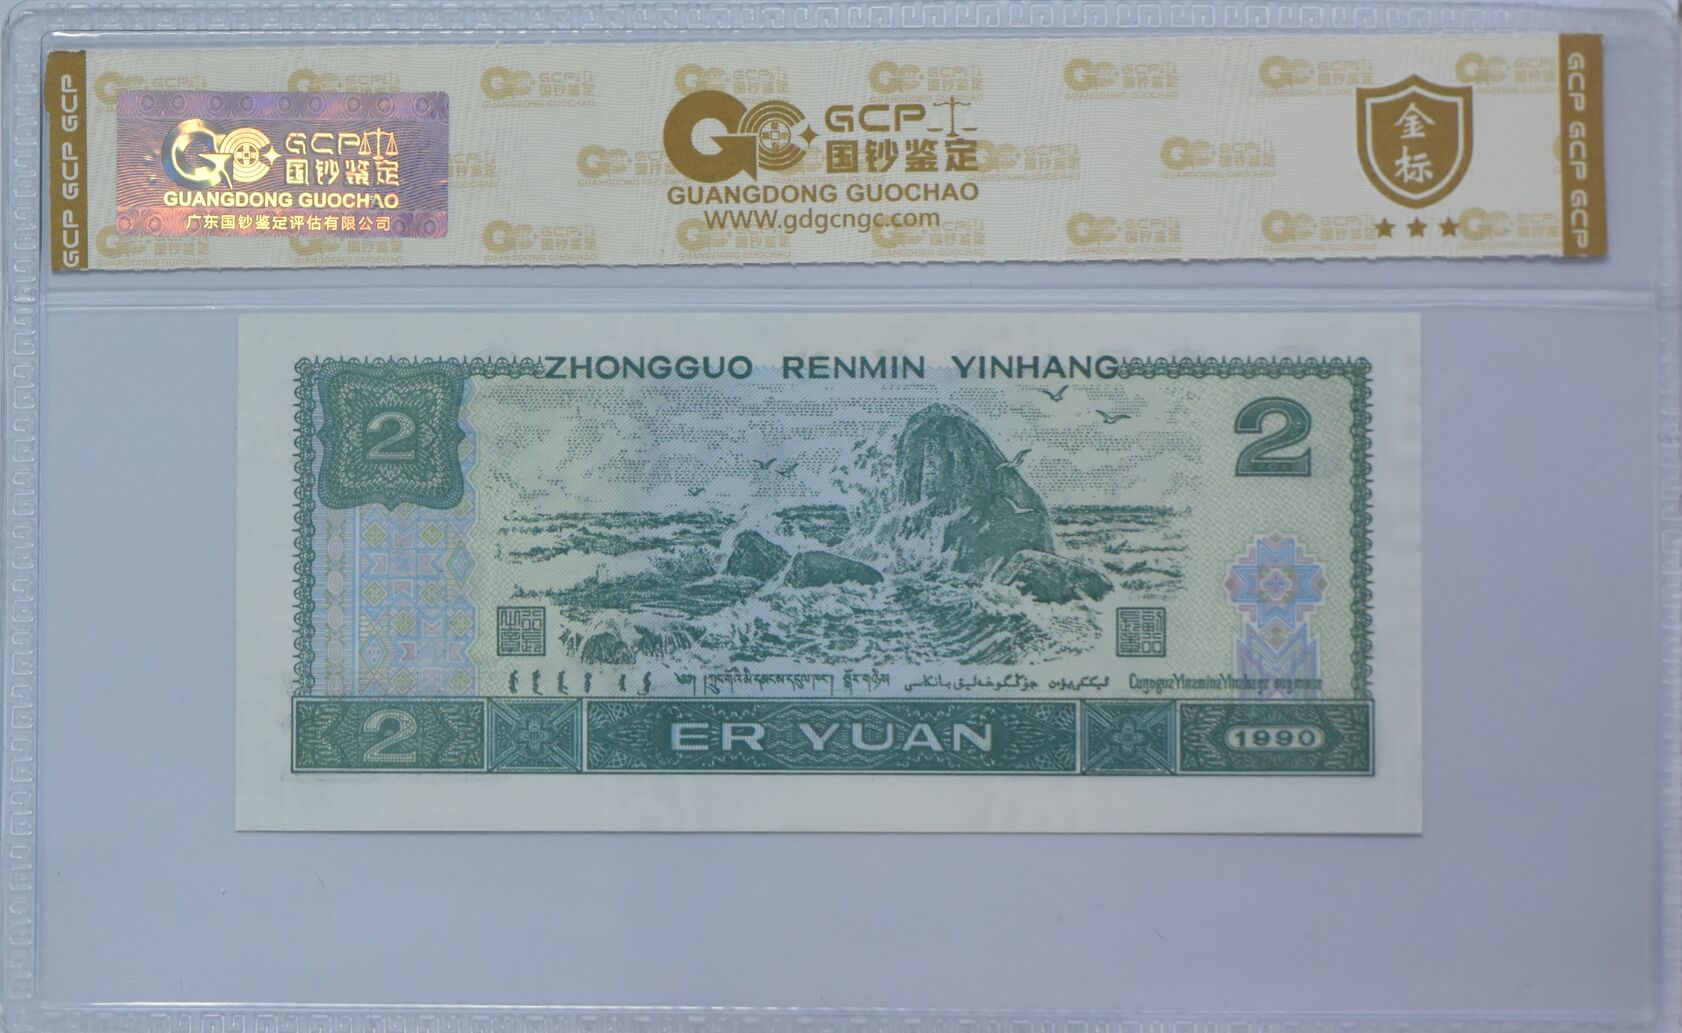 GCP GCP GCP
GCP
国钞鉴定
GUANGDONG GUOCHAO
广东国钞鉴定评估有限公司
GCP
国钞鉴定
GUANGDONG GUOCHAO
WWW.gdgcngc.com
金标
GCP GCP GCP
ZHONGGUO RENMIN YINHANG
2
2
2
ER YUAN
1990